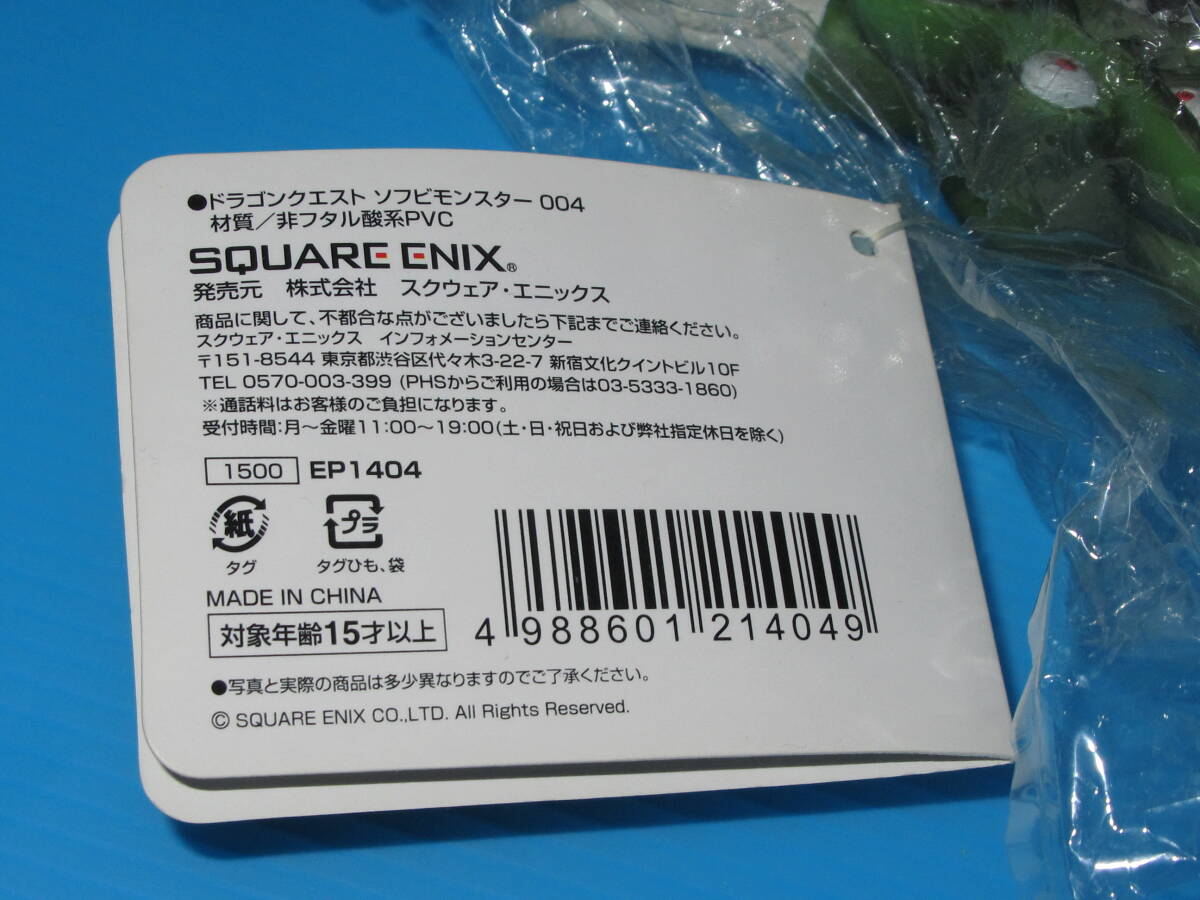 ●ドラゴンクエスト ソフビモンスター 004
材質／非フタル酸系PVC
SQUARE ENIX®
発売元　株式会社　スクウェア・エニックス
商品に関して、不都合な点がございましたら下記までご連絡ください。
スクウェア・エニックス　インフォメーションセンター
〒151-8544 東京都渋谷区代々木3-22-7 新宿文化クイントビル10F
TEL 0570-003-399 (PHSからご利用の場合は03-5333-1860)
※通話料はお客様のご負担になります。
受付時間：月〜金曜11:00〜19:00(土・日・祝日および弊社指定休日を除く)
1500 EP1404
紙 プラ
タグ タグひも、袋
MADE IN CHINA
対象年齢15才以上
4 988601 214049
●写真と実際の商品は多少異なりますのでご了承ください。
© SQUARE ENIX CO.,LTD. All Rights Reserved.